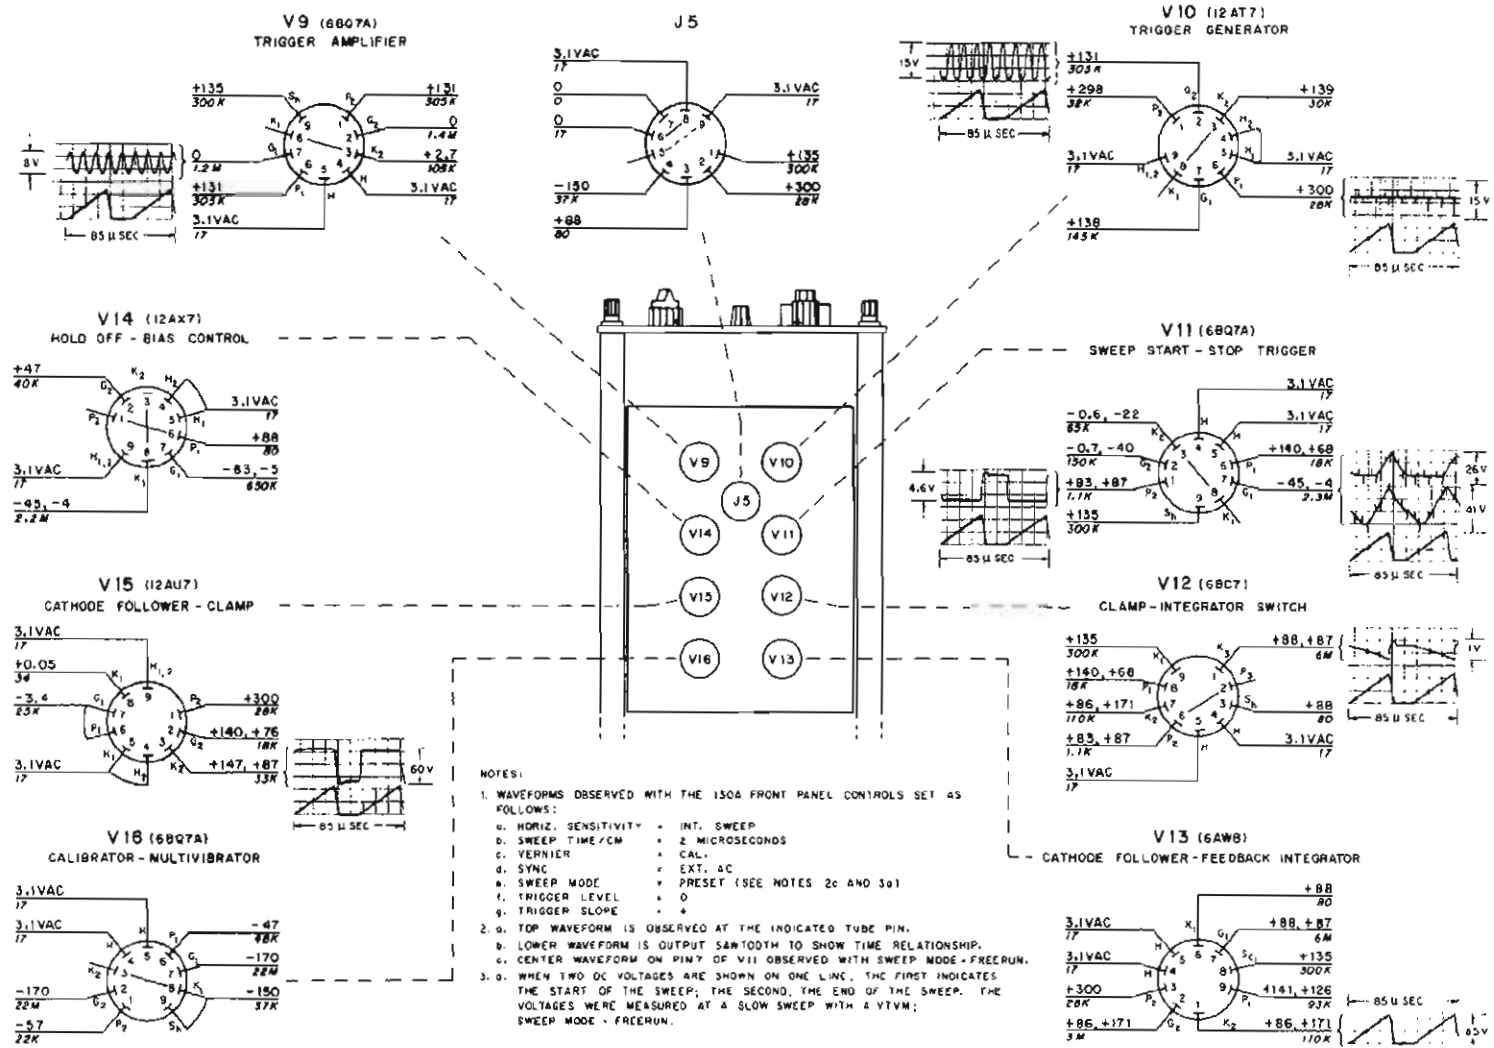 V9 (6BQ7A)
TRIGGER AMPLIFIER
+135
300K
+131
305K
0
1.4M
+2.7
105K
3.1VAC
17
0
1.2M
+131
305K
3.1VAC
17
8V
85 µ SEC
J5
3.1VAC
17
0
0
0
17
3.1VAC
17
+135
300K
+300
28K
-150
37K
+88
80
V10 (12AT7)
TRIGGER GENERATOR
15V
85 µ SEC
+131
305K
+298
32K
+139
30K
3.1VAC
17
3.1VAC
17
+300
28K
+138
145K
15V
85 µ SEC
V14 (12AX7)
HOLD OFF - BIAS CONTROL
+47
40K
3.1VAC
17
+88
80
-83, -5
650K
3.1VAC
17
-45, -4
2.2M
V11 (6BQ7A)
SWEEP START - STOP TRIGGER
3.1VAC
17
-0.6, -22
65K
3.1VAC
17
-0.7, -40
130K
+140, +68
18K
+83, +87
1.1K
-45, -4
2.3M
+135
300K
4.6V
85 µ SEC
26V
41V
85 µ SEC
V9
V10
J5
V14
V11
V15
V12
V16
V13
V15 (12AU7)
CATHODE FOLLOWER - CLAMP
3.1VAC
17
+0.05
34
-3.4
25K
+300
28K
+140, +76
18K
3.1VAC
17
+147, +87
33K
60V
85 µ SEC
V12 (6BC7)
CLAMP-INTEGRATOR SWITCH
+135
300K
+88, +87
6M
+140, +68
18K
+86, +171
110K
+88
80
+83, +87
1.1K
3.1VAC
17
3.1VAC
17
1V
85 µ SEC
V16 (6BQ7A)
CALIBRATOR - MULTIVIBRATOR
3.1VAC
17
3.1VAC
17
-47
48K
-170
22M
-170
22M
-150
37K
-57
22K
V13 (6AW8)
CATHODE FOLLOWER - FEEDBACK INTEGRATOR
+88
80
3.1VAC
17
+88, +87
6M
3.1VAC
17
+135
300K
+300
28K
+141, +126
93K
+86, +171
3M
+86, +171
110K
85 µ SEC
85V
NOTES:
1. WAVEFORMS OBSERVED WITH THE 130A FRONT PANEL CONTROLS SET AS
FOLLOWS:
a. HORIZ. SENSITIVITY = INT. SWEEP
b. SWEEP TIME/CM = 2 MICROSECONDS
c. VERNIER = CAL.
d. SYNC = EXT. AC
e. SWEEP MODE = PRESET (SEE NOTES 2c AND 3a)
f. TRIGGER LEVEL = 0
g. TRIGGER SLOPE = +
2. a. TOP WAVEFORM IS OBSERVED AT THE INDICATED TUBE PIN.
b. LOWER WAVEFORM IS OUTPUT SAWTOOTH TO SHOW TIME RELATIONSHIP.
c. CENTER WAVEFORM ON PIN 7 OF V11 OBSERVED WITH SWEEP MODE - FREERUN.
3. a. WHEN TWO DC VOLTAGES ARE SHOWN ON ONE LINE, THE FIRST INDICATES
THE START OF THE SWEEP; THE SECOND, THE END OF THE SWEEP. THE
VOLTAGES WERE MEASURED AT A SLOW SWEEP WITH A VTVM;
SWEEP MODE - FREERUN.